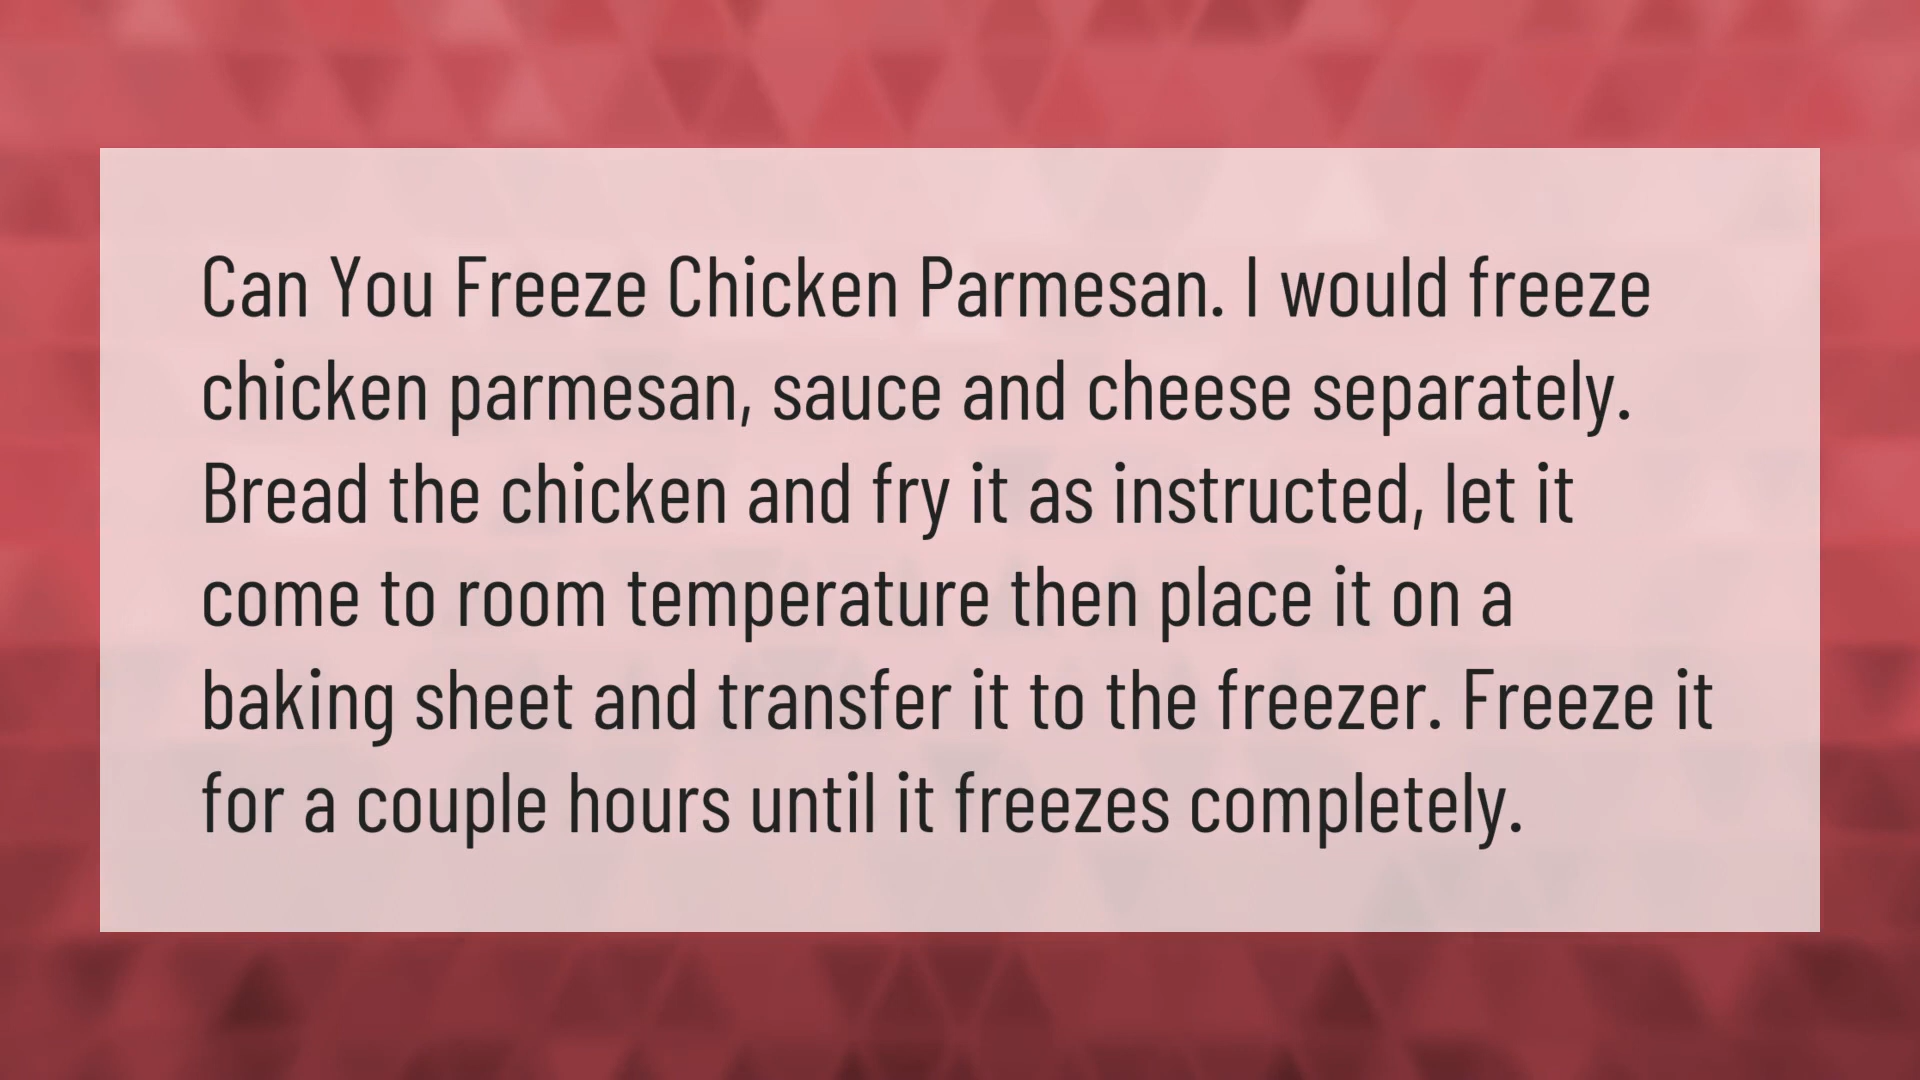 Can You Freeze Chicken Parmesan. I would freeze
chicken parmesan, sauce and cheese separately.
Bread the chicken and fry it as instructed, let it
come to room temperature then place it on a
baking sheet and transfer it to the freezer. Freeze it
for a couple hours until it freezes completely.